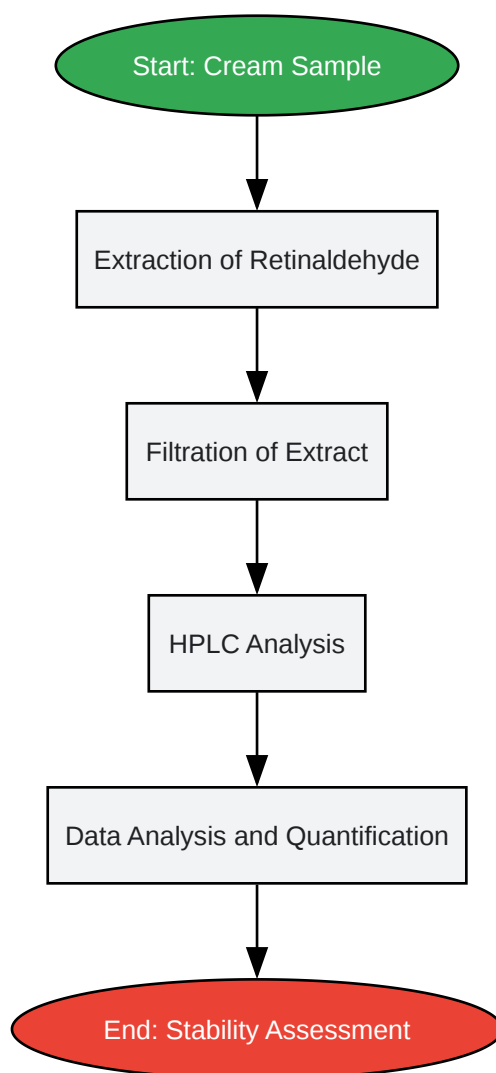 Start: Cream Sample
Extraction of Retinaldehyde
Filtration of Extract
HPLC Analysis
Data Analysis and Quantification
End: Stability Assessment